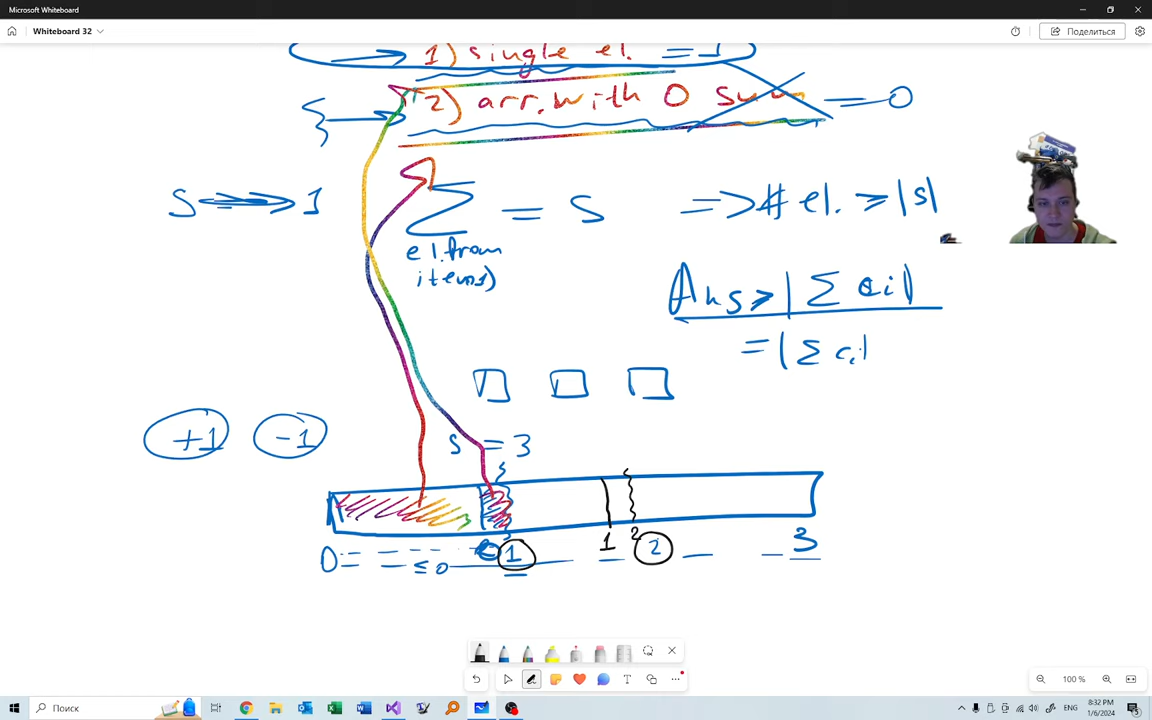 Microsoft Whiteboard
Whiteboard 32
Поделиться
1) single el. = 1
2) arr. with 0 sum = 0
S => 1
∑ = S => # el. ≥ |S|
el. from
items)
Ans ≥ | ∑ ai |
= | ∑ ai
+1 -1
S = 3
0 = ≤ 0 1 1 2 2 3
Поиск
ENG
8:32 PM
1/6/2024
100 %